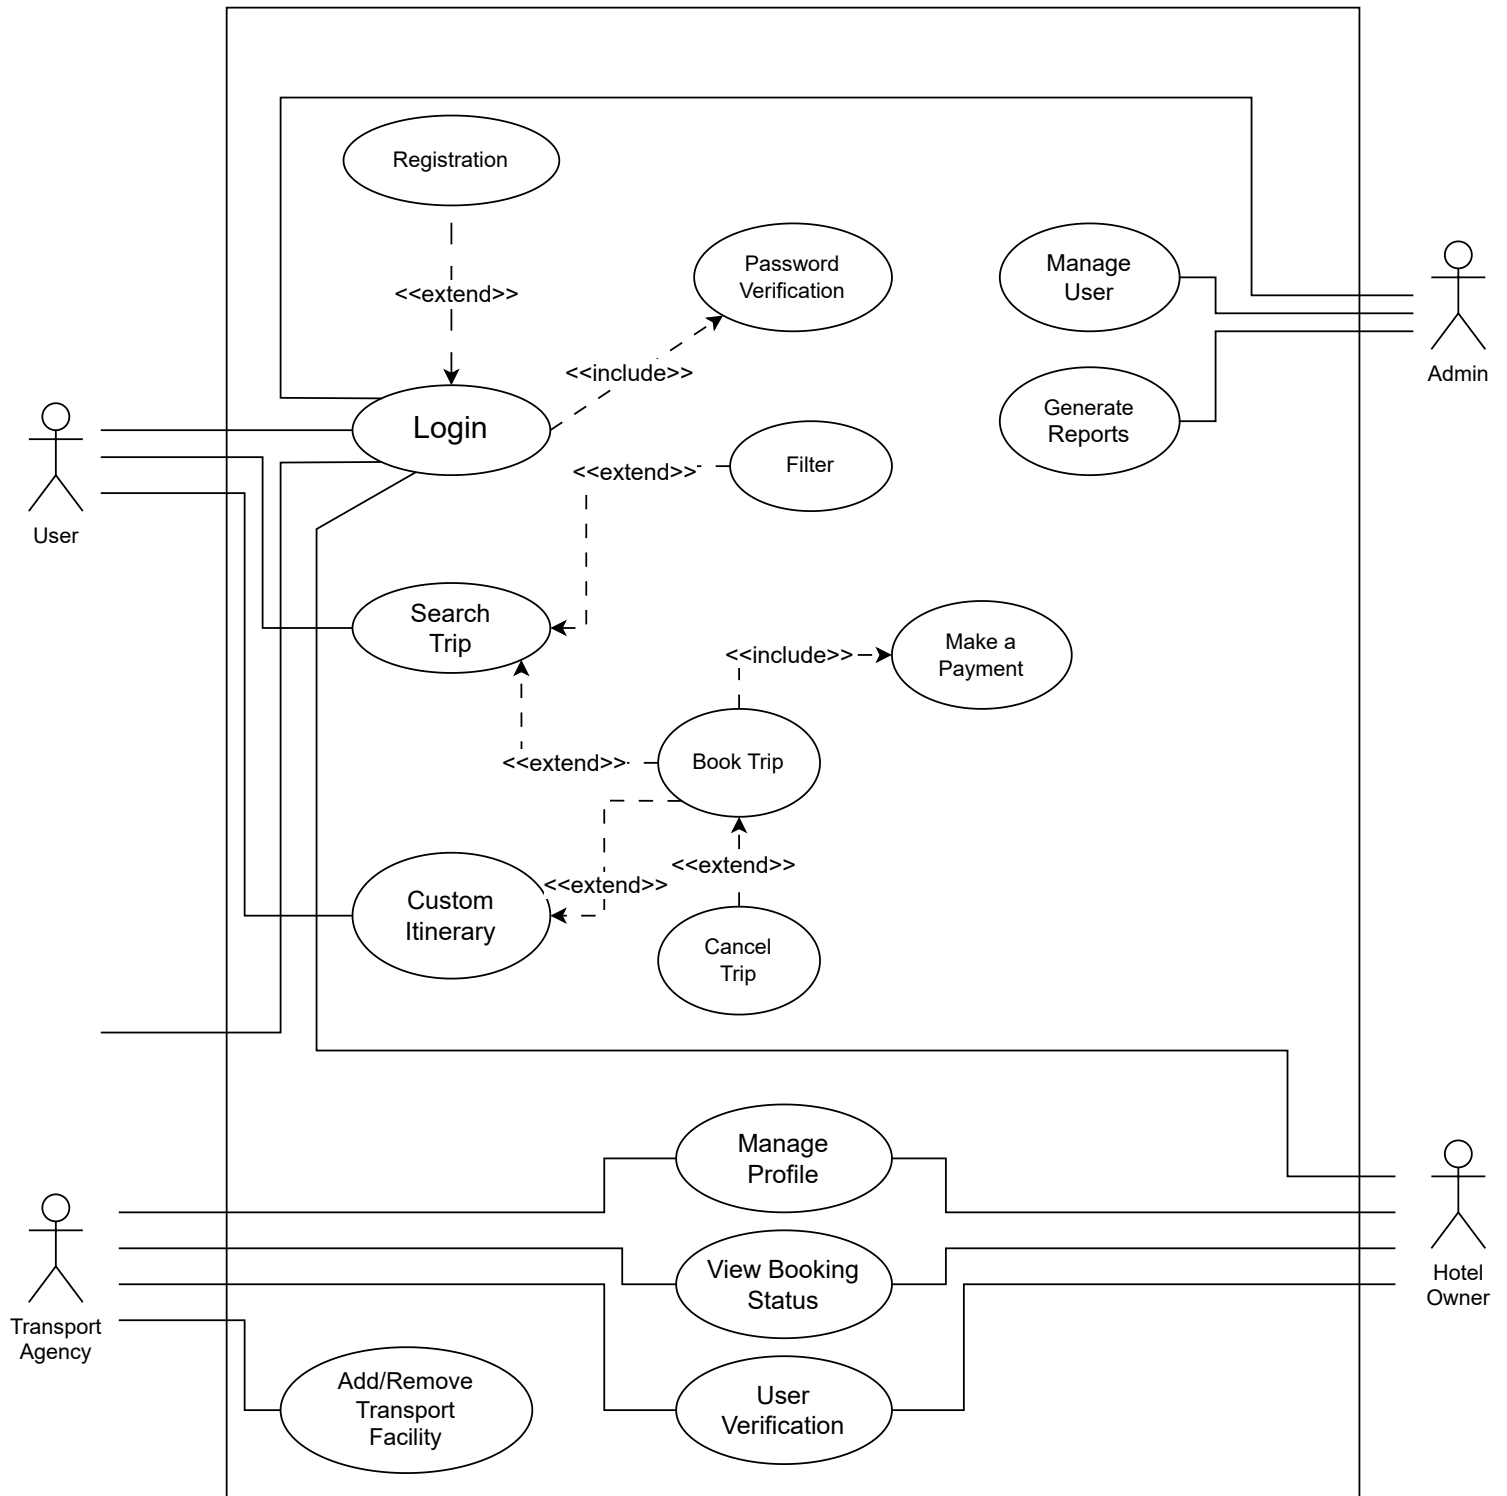 Registration
<<extend>>
Password
Verification
Manage
User
<<include>>
Admin
Login
Generate
Reports
<<extend>>
Filter
User
Search
Trip
<<include>>
Make a
Payment
<<extend>>
Book Trip
<<extend>>
<<extend>>
Custom
Itinerary
Cancel
Trip
Manage
Profile
View Booking
Status
Hotel
Owner
Transport
Agency
Add/Remove
Transport
Facility
User
Verification